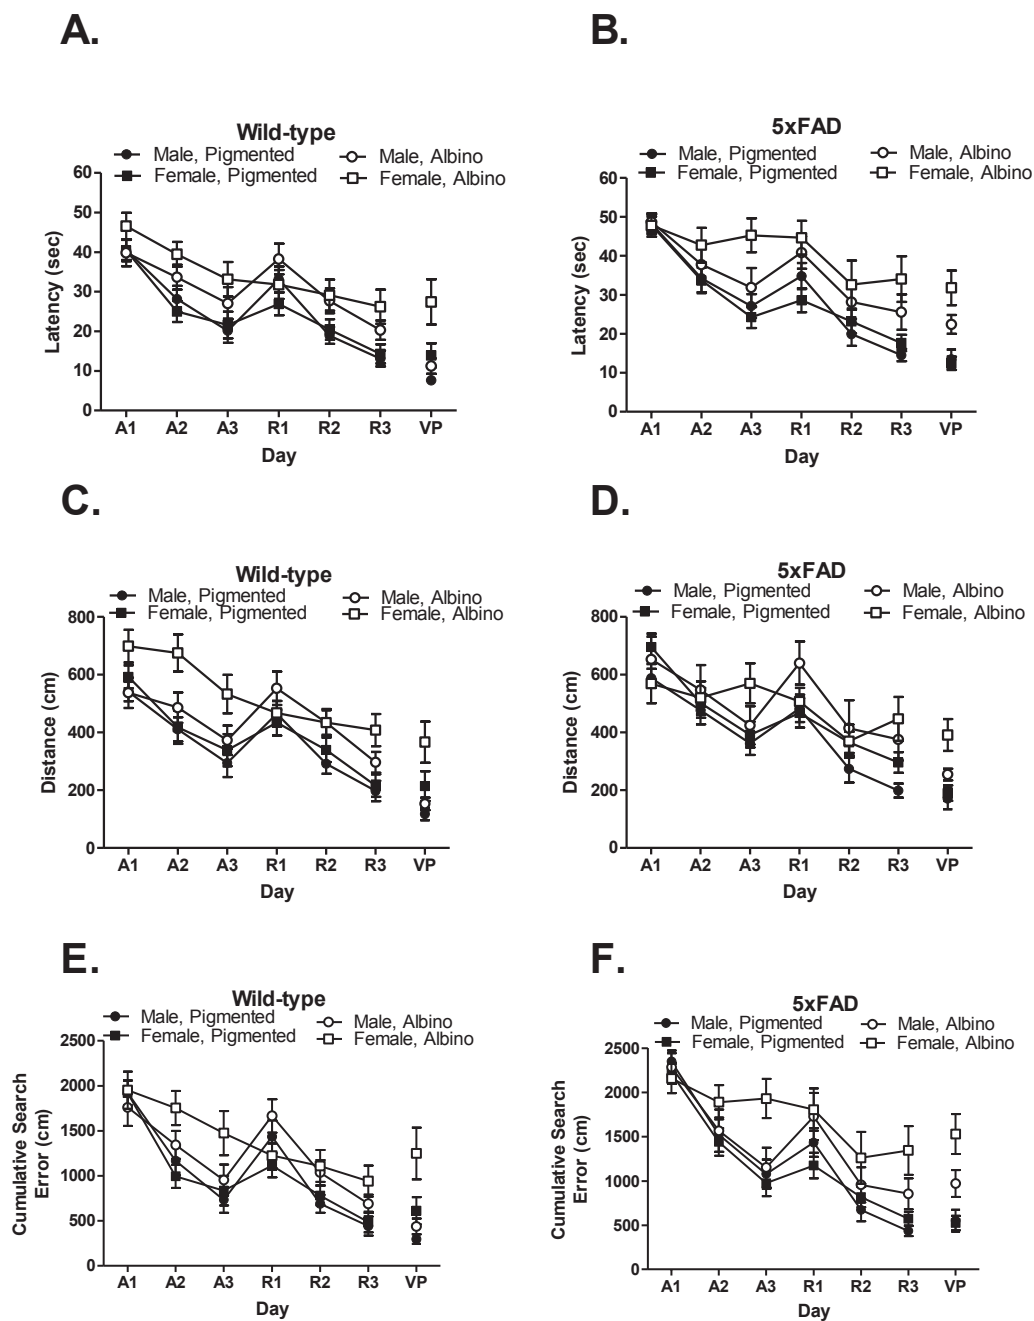 A.
Wild-type
Male, Pigmented
Male, Albino
Female, Pigmented
Female, Albino
60
50
40
30
20
10
0
Latency (sec)
A1 A2 A3 R1 R2 R3 VP
Day
B.
5xFAD
Male, Pigmented
Male, Albino
Female, Pigmented
Female, Albino
60
50
40
30
20
10
0
Latency (sec)
A1 A2 A3 R1 R2 R3 VP
Day
C.
Wild-type
Male, Pigmented
Male, Albino
Female, Pigmented
Female, Albino
800
600
400
200
0
Distance (cm)
A1 A2 A3 R1 R2 R3 VP
Day
D.
5xFAD
Male, Pigmented
Male, Albino
Female, Pigmented
Female, Albino
800
600
400
200
0
Distance (cm)
A1 A2 A3 R1 R2 R3 VP
Day
E.
Wild-type
Male, Pigmented
Male, Albino
Female, Pigmented
Female, Albino
2500
2000
1500
1000
500
0
Cumulative Search
Error (cm)
A1 A2 A3 R1 R2 R3 VP
Day
F.
5xFAD
Male, Pigmented
Male, Albino
Female, Pigmented
Female, Albino
2500
2000
1500
1000
500
0
Cumulative Search
Error (cm)
A1 A2 A3 R1 R2 R3 VP
Day